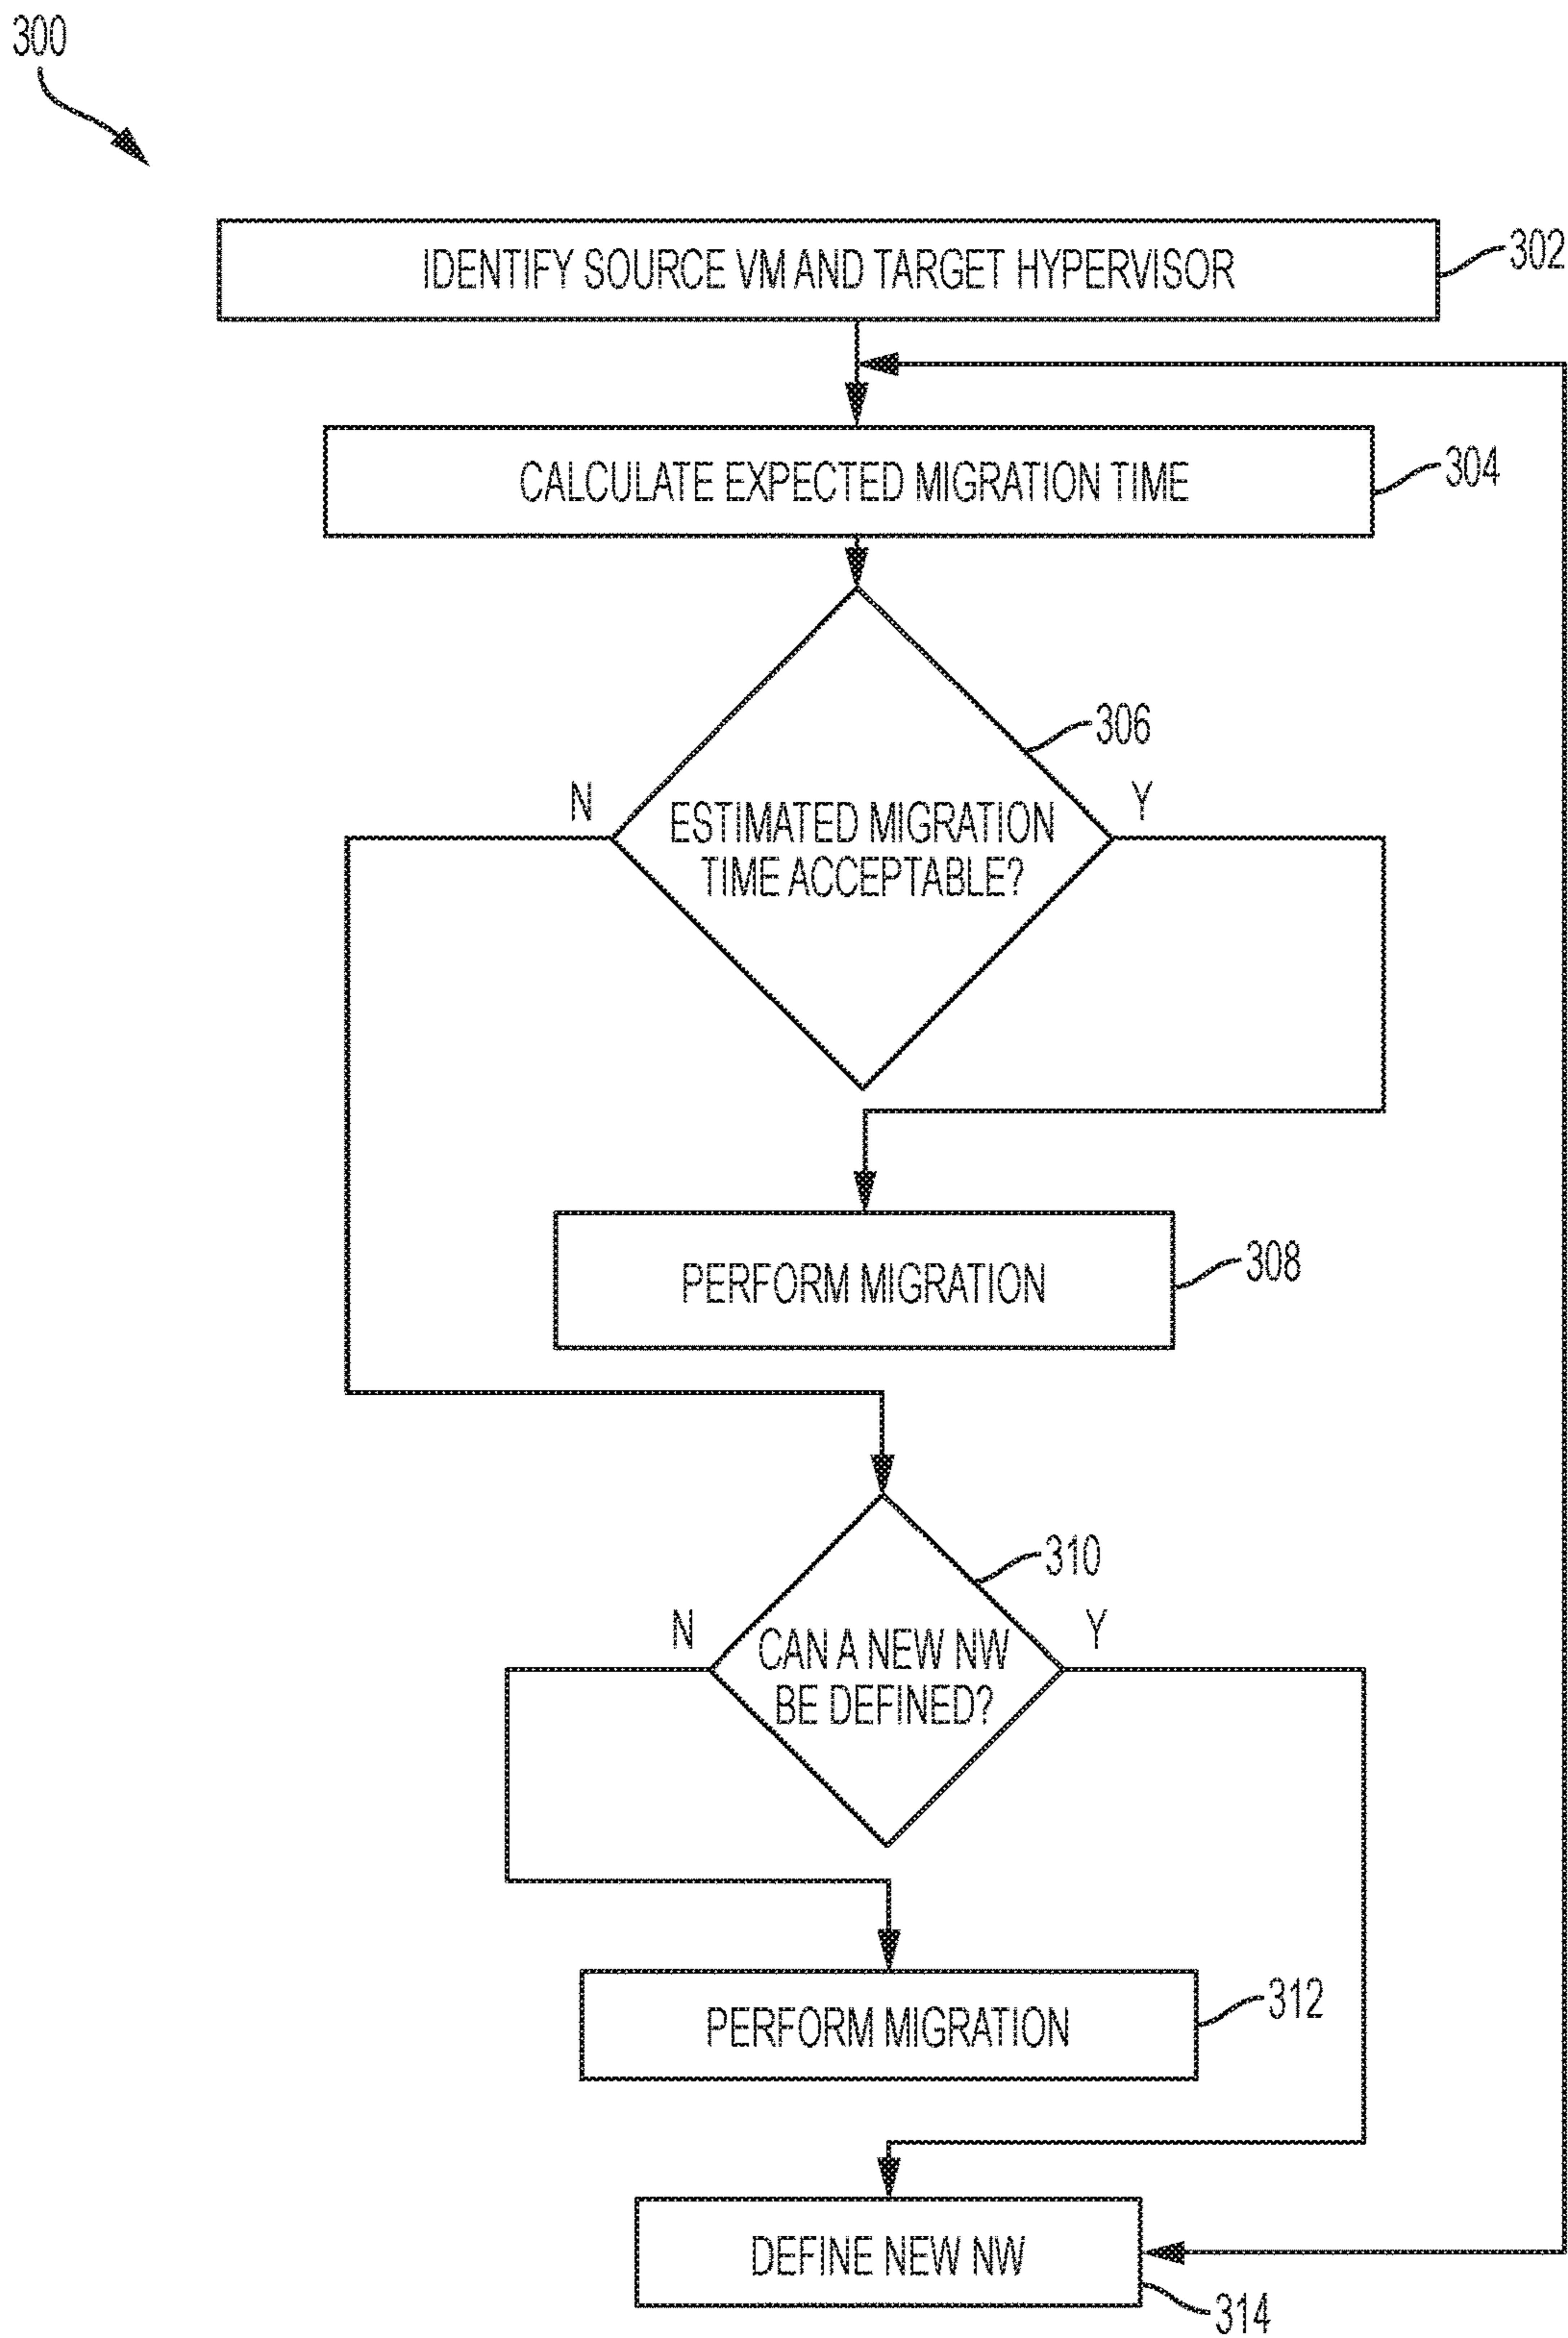 300
IDENTIFY SOURCE VM AND TARGET HYPERVISOR
302
CALCULATE EXPECTED MIGRATION TIME
304
306
N
Y
ESTIMATED MIGRATION
TIME ACCEPTABLE?
PERFORM MIGRATION
308
310
N
Y
CAN A NEW NW
BE DEFINED?
PERFORM MIGRATION
312
DEFINE NEW NW
314